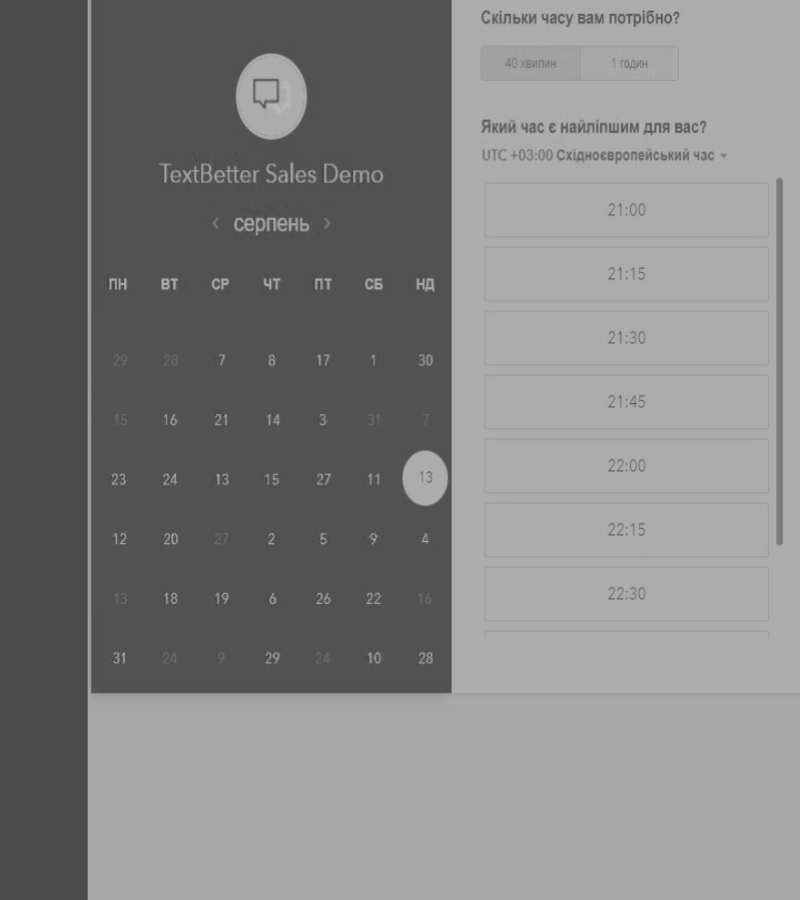 TextBetter Sales Demo
‹ серпень ›
ПН ВТ СР ЧТ ПТ СБ НД
29 28 7 8 17 1 30
15 16 21 14 3 31 7
23 24 13 15 27 11 13
12 20 27 2 5 9 4
13 18 19 6 26 22 16
31 24 9 29 24 10 28
Скільки часу вам потрібно?
40 хвилин 1 годин
Який час є найліпшим для вас?
UTC +03:00 Східноєвропейський час
21:00
21:15
21:30
21:45
22:00
22:15
22:30